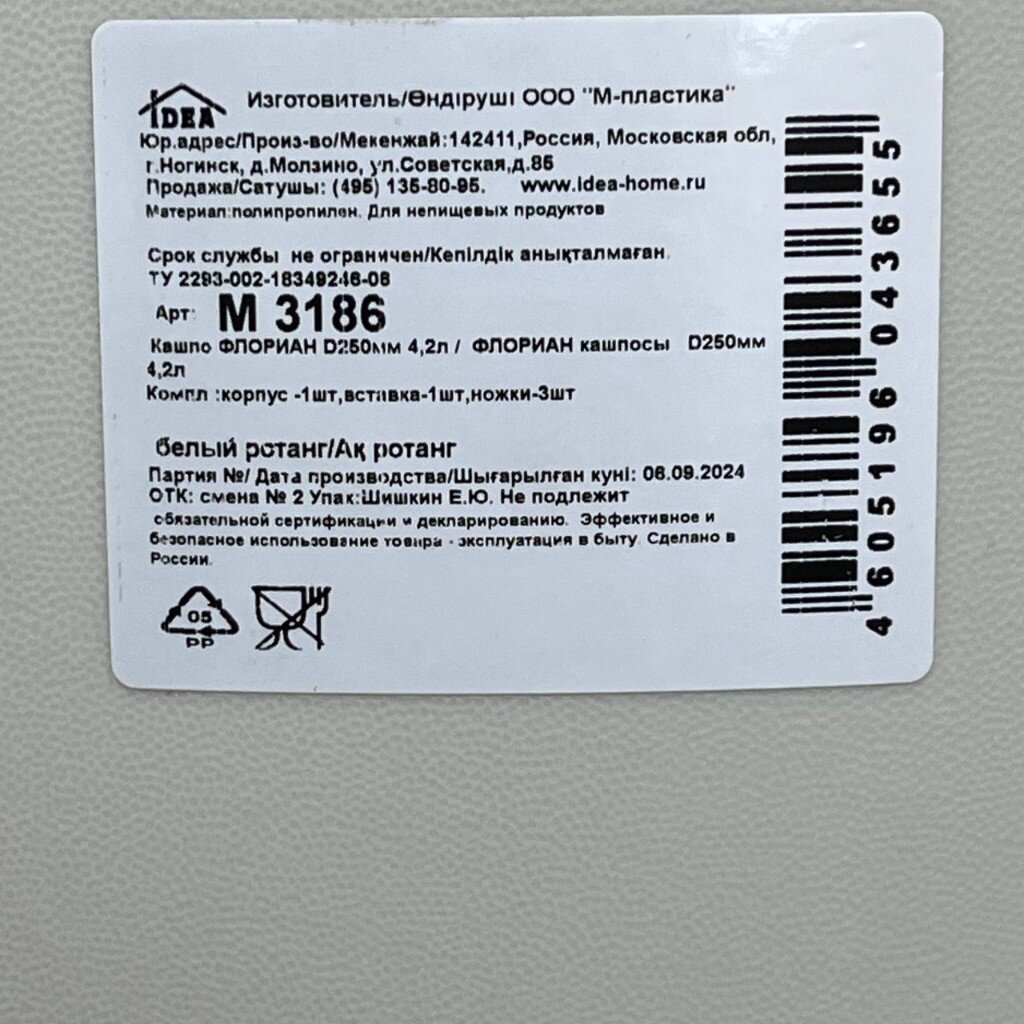 IDEA
Изготовитель/Өндіруші ООО "М-пластика"
Юр.адрес/Произ-во/Мекенжай:142411,Россия, Московская обл,
г.Ногинск, д.Молзино, ул.Советская,д.85
Продажа/Сатушы: (495) 135-80-95. www.idea-home.ru
Материал:полипропилен. Для непищевых продуктов
Срок службы не ограничен/Кепілдік анықталмаған.
ТУ 2293-002-18349246-08
Арт: М 3186
Кашпо ФЛОРИАН D250мм 4,2л / ФЛОРИАН кашпосы D250мм
4,2л
Компл :корпус -1шт,вставка-1шт,ножки-3шт
белый ротанг/Ақ ротанг
Партия №/ Дата производства/Шығарылған куні: 06.09.2024
ОТК: смена № 2 Упак:Шишкин Е.Ю. Не подлежит
обязательной сертификации и декларированию. Эффективное и
безопасное использование товара - эксплуатация в быту. Сделано в
России.
05
PP
4605196043655